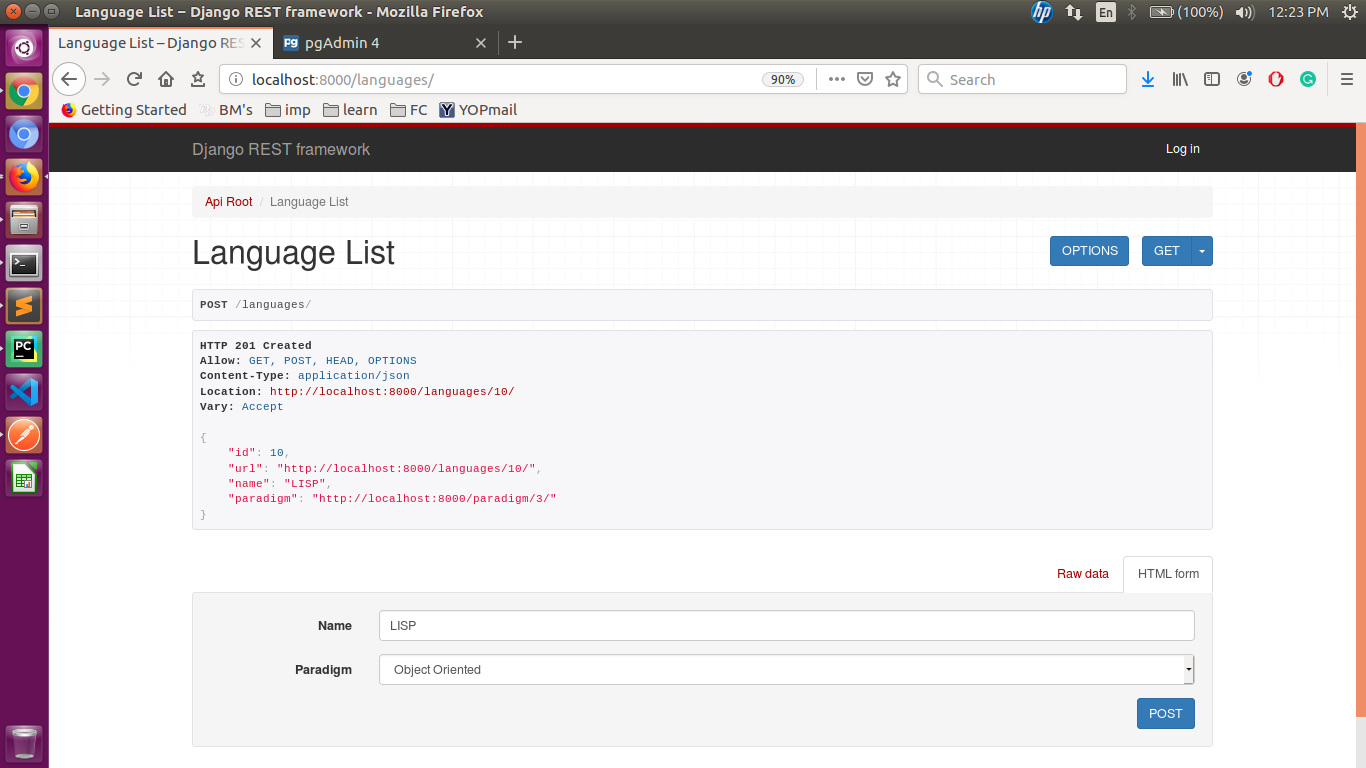 Language List – Django REST framework - Mozilla Firefox
hp En (100%) 12:23 PM
Language List – Django RES
Pg pgAdmin 4
localhost:8000/languages/
90%
Search
Getting Started BM's imp learn FC Y YOPmail
Django REST framework
Log in
Api Root / Language List
Language List
OPTIONS GET
POST /languages/
HTTP 201 Created
Allow: GET, POST, HEAD, OPTIONS
Content-Type: application/json
Location: http://localhost:8000/languages/10/
Vary: Accept
{
    "id": 10,
    "url": "http://localhost:8000/languages/10/",
    "name": "LISP",
    "paradigm": "http://localhost:8000/paradigm/3/"
}
Raw data HTML form
Name LISP
Paradigm Object Oriented
POST
PC